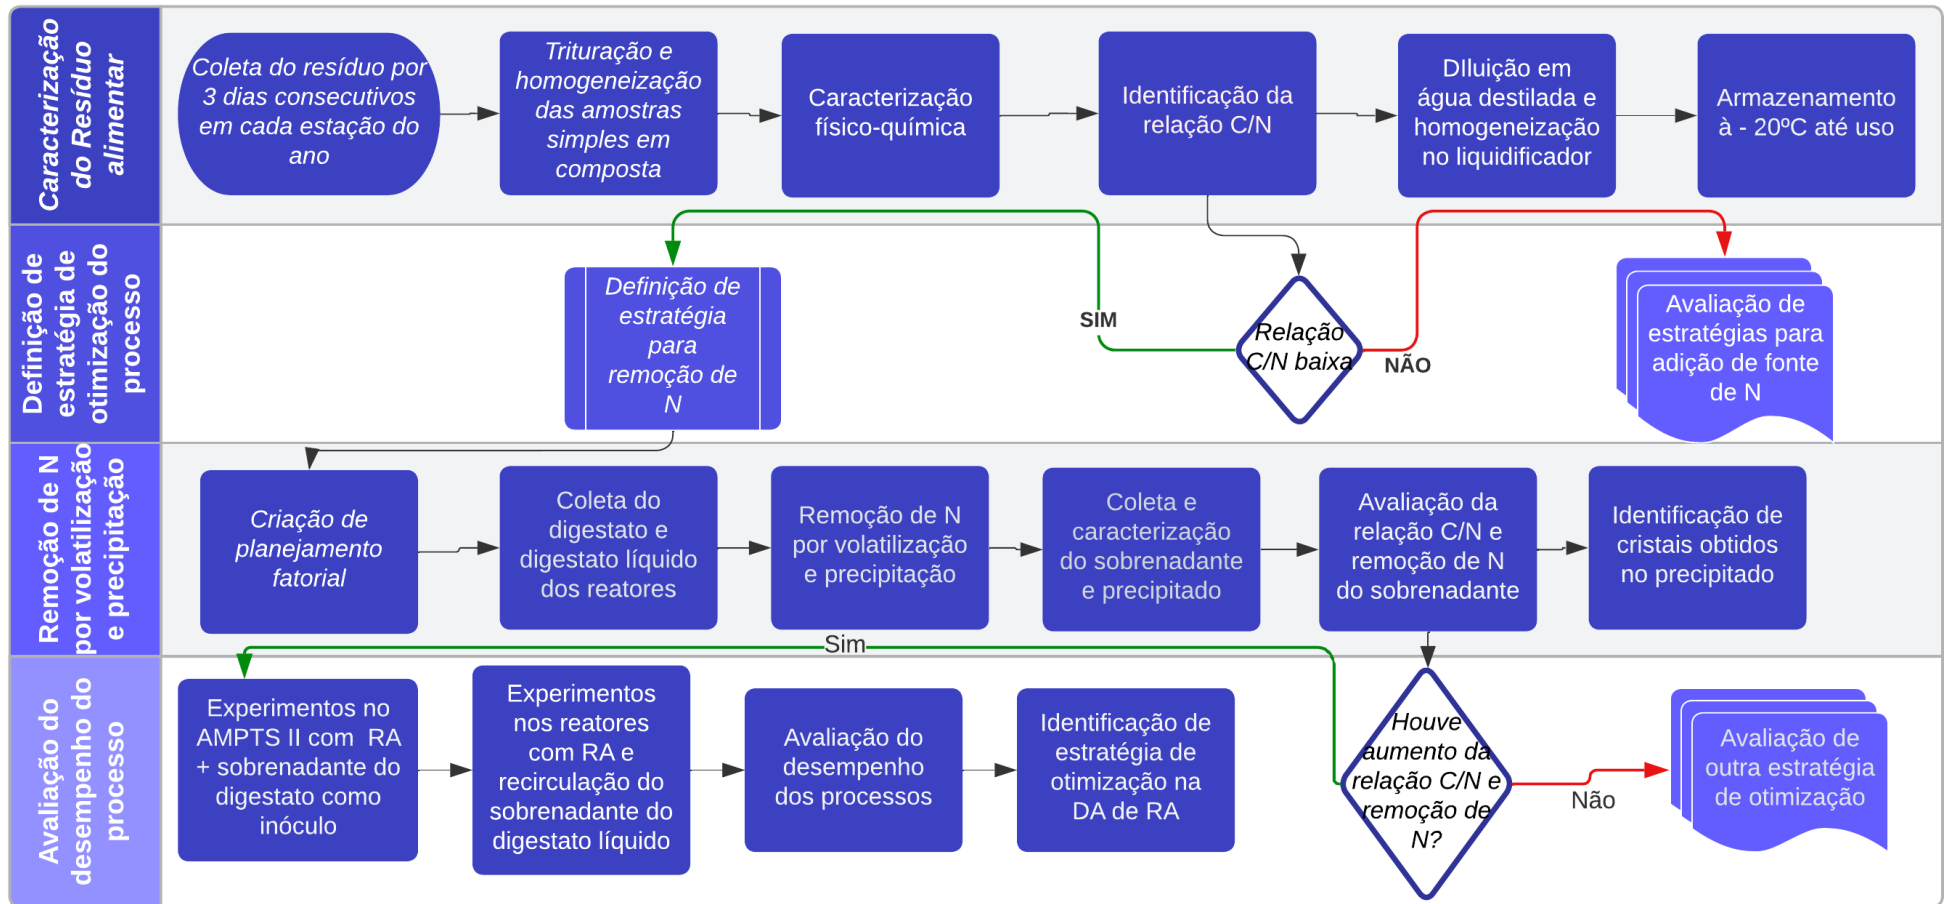 Caracterização
do Resíduo
alimentar
Coleta do resíduo por
3 dias consecutivos
em cada estação do
ano
Trituração e
homogeneização
das amostras
simples em
composta
Caracterização
físico-química
Identificação da
relação C/N
DIluição em
água destilada e
homogeneização
no liquidificador
Armazenamento
à - 20ºC até uso
Definição de
estratégia de
otimização do
processo
Definição de
estratégia
para
remoção de
N
SIM
Relação
C/N baixa
NÃO
Avaliação de
estratégias para
adição de fonte
de N
Remoção de N
por volatilização
e precipitação
Criação de
planejamento
fatorial
Coleta do
digestato e
digestato líquido
dos reatores
Remoção de N
por volatilização
e precipitação
Coleta e
caracterização
do sobrenadante
e precipitado
Avaliação da
relação C/N e
remoção de N
do sobrenadante
Identificação de
cristais obtidos
no precipitado
Sim
Avaliação do
desempenho do
processo
Experimentos no
AMPTS II com  RA
+ sobrenadante do
digestato como
inóculo
Experimentos
nos reatores
com RA e
recirculação do
sobrenadante do
digestato líquido
Avaliação do
desempenho
dos processos
Identificação de
estratégia de
otimização na
DA de RA
Houve
aumento da
relação C/N e
remoção de
N?
Não
Avaliação de
outra estratégia
de otimização